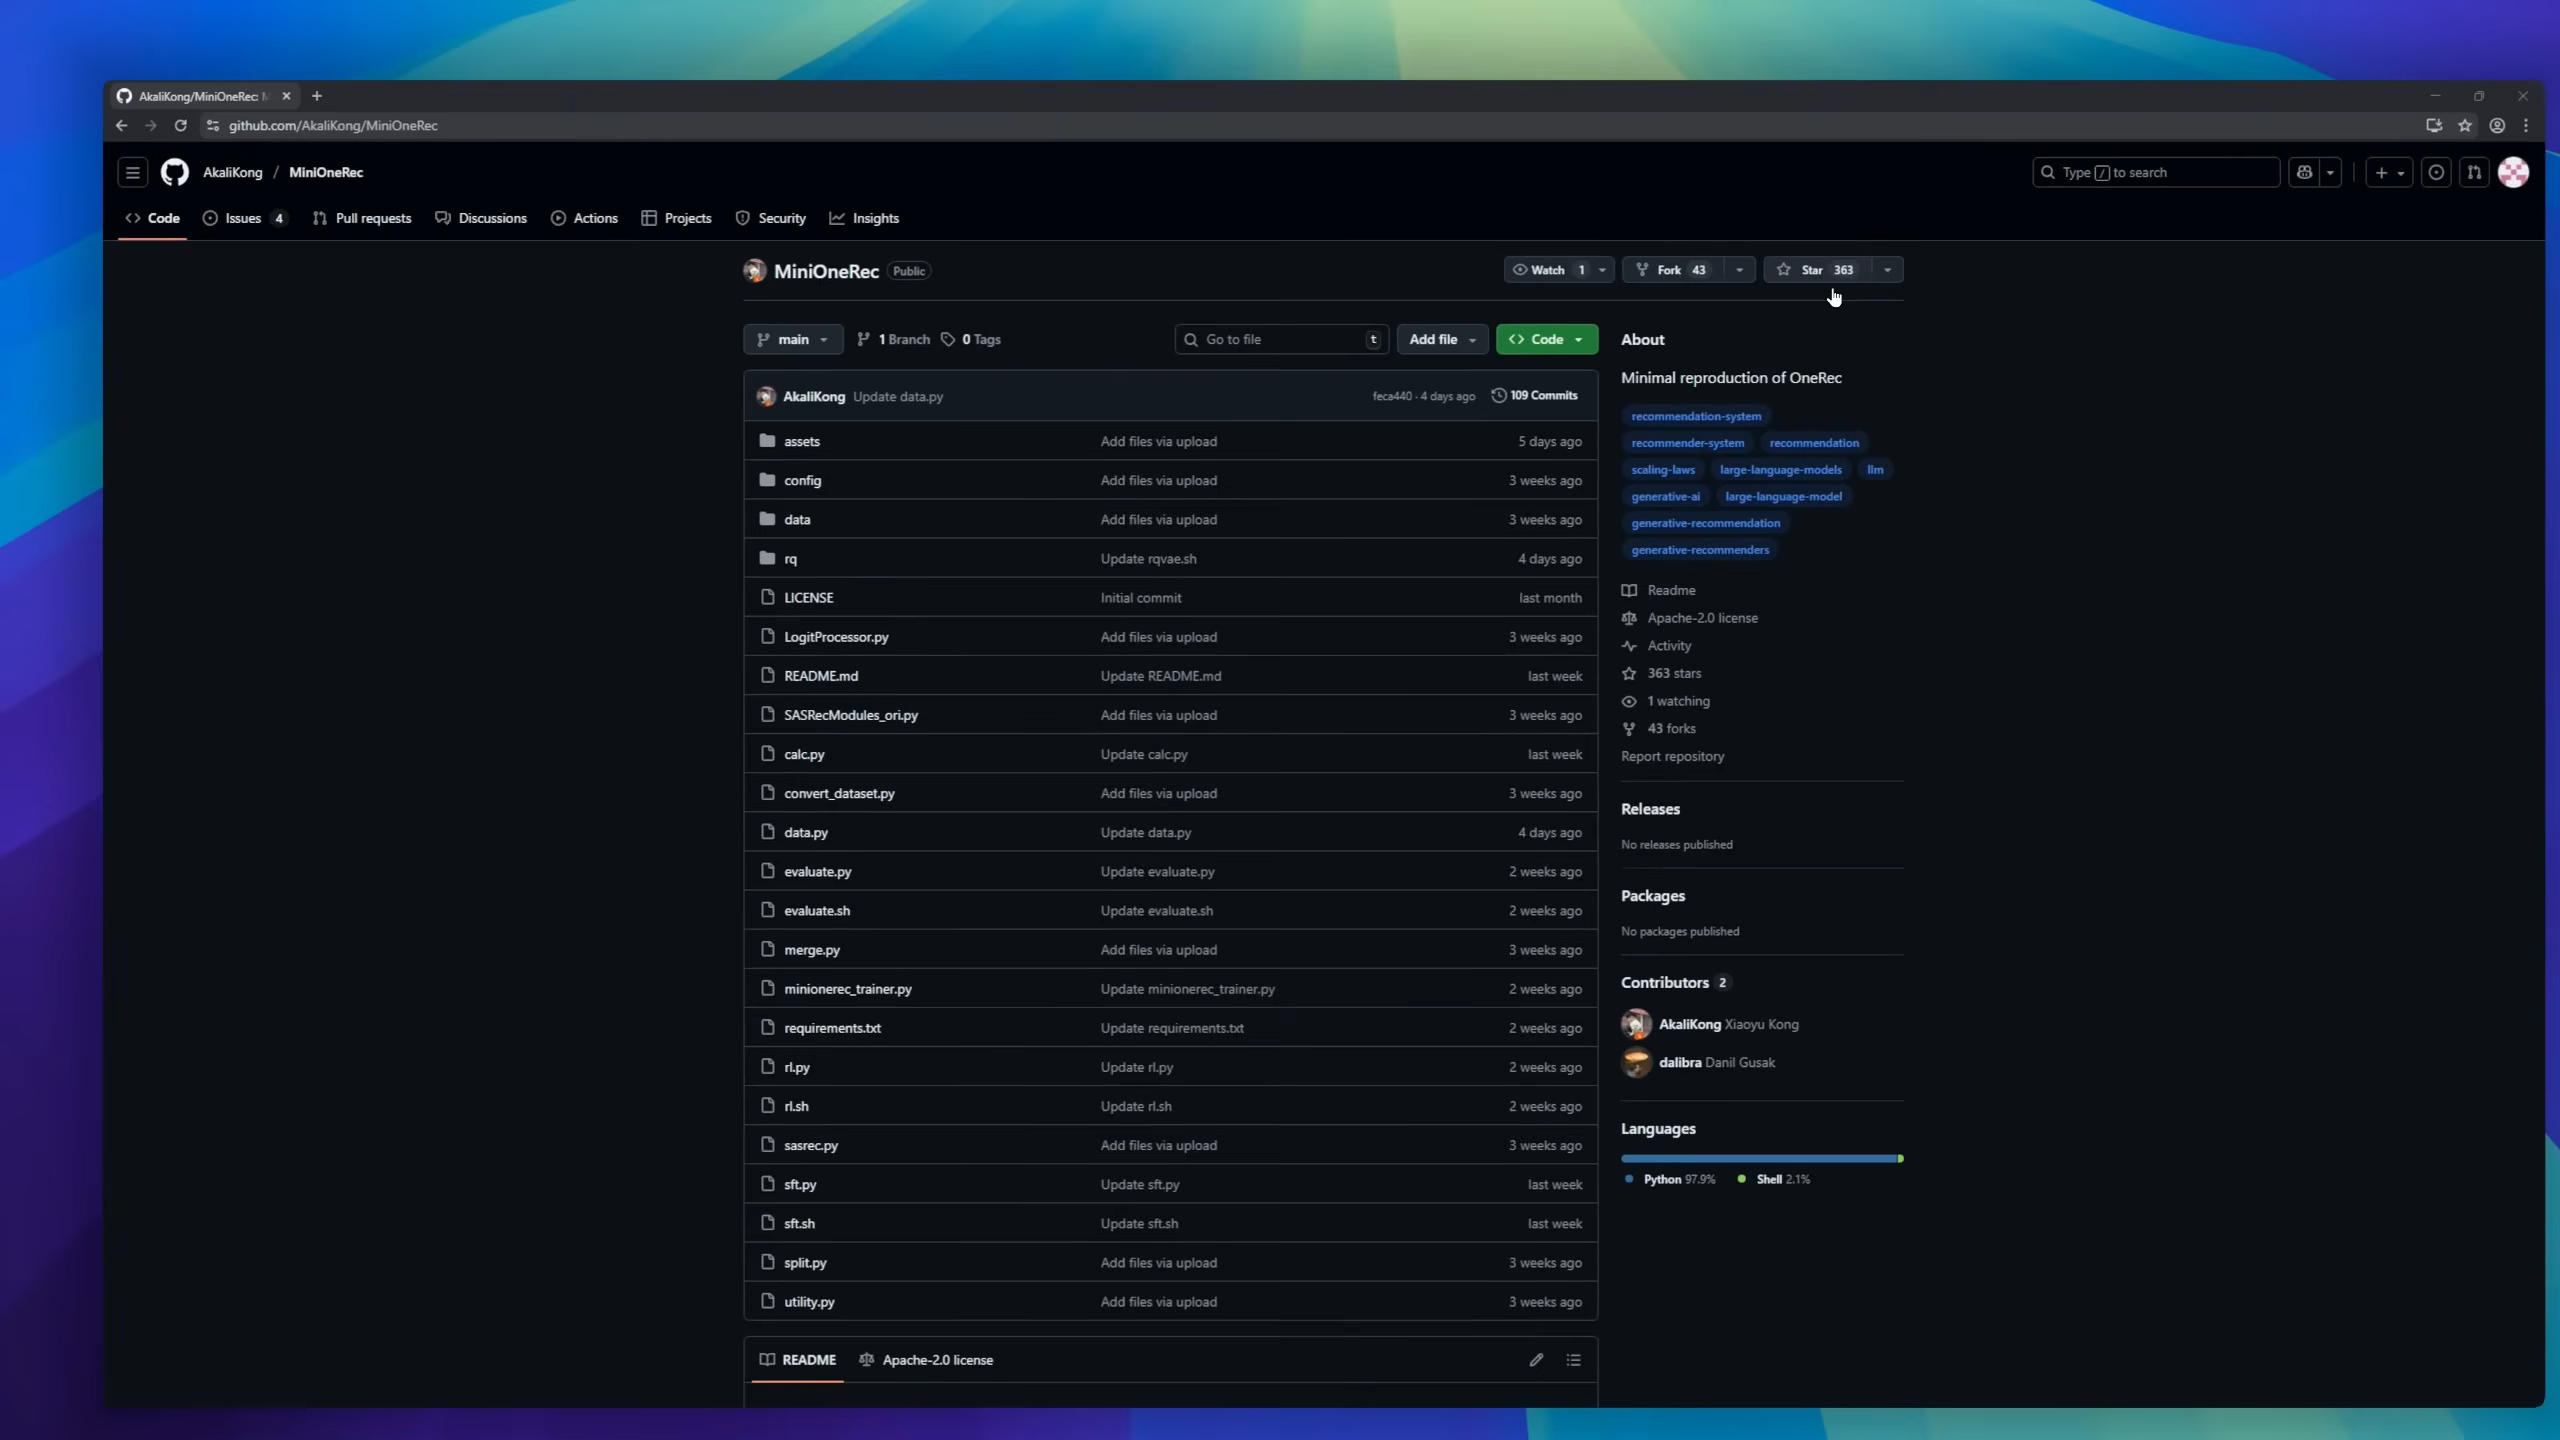 AkaliKong/MiniOneRec: M
github.com/AkaliKong/MiniOneRec
AkaliKong / MiniOneRec
Type / to search
Code
Issues 4
Pull requests
Discussions
Actions
Projects
Security
Insights
MiniOneRec Public
Watch 1
Fork 43
Star 363
main
1 Branch
0 Tags
Go to file t
Add file
Code
AkaliKong Update data.py feca440 · 4 days ago 109 Commits
assets Add files via upload 5 days ago
config Add files via upload 3 weeks ago
data Add files via upload 3 weeks ago
rq Update rqvae.sh 4 days ago
LICENSE Initial commit last month
LogitProcessor.py Add files via upload 3 weeks ago
README.md Update README.md last week
SASRecModules_ori.py Add files via upload 3 weeks ago
calc.py Update calc.py last week
convert_dataset.py Add files via upload 3 weeks ago
data.py Update data.py 4 days ago
evaluate.py Update evaluate.py 2 weeks ago
evaluate.sh Update evaluate.sh 2 weeks ago
merge.py Add files via upload 3 weeks ago
minionerec_trainer.py Update minionerec_trainer.py 2 weeks ago
requirements.txt Update requirements.txt 2 weeks ago
rl.py Update rl.py 2 weeks ago
rl.sh Update rl.sh 2 weeks ago
sasrec.py Add files via upload 3 weeks ago
sft.py Update sft.py last week
sft.sh Update sft.sh last week
split.py Add files via upload 3 weeks ago
utility.py Add files via upload 3 weeks ago
README
Apache-2.0 license
About
Minimal reproduction of OneRec
recommendation-system
recommender-system recommendation
scaling-laws large-language-models llm
generative-ai large-language-model
generative-recommendation
generative-recommenders
Readme
Apache-2.0 license
Activity
363 stars
1 watching
43 forks
Report repository
Releases
No releases published
Packages
No packages published
Contributors 2
AkaliKong Xiaoyu Kong
dalibra Danil Gusak
Languages
Python 97.9% Shell 2.1%